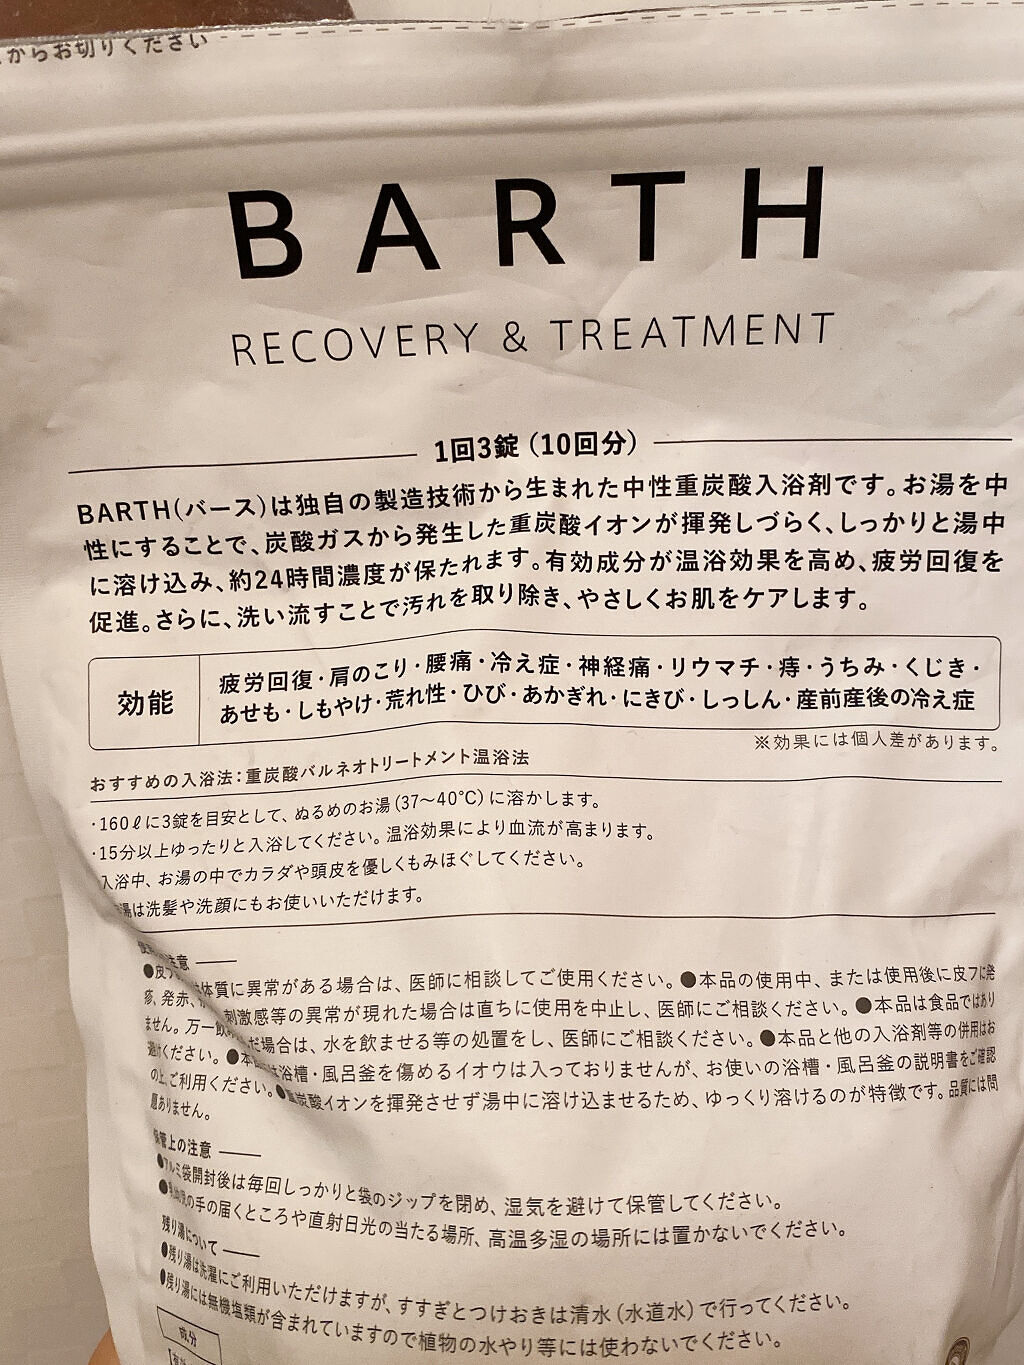 からお切りください
BARTH
RECOVERY & TREATMENT
1回3錠（10回分）
BARTH（バース）は独自の製造技術から生まれた中性重炭酸入浴剤です。お湯を中
性にすることで、炭酸ガスから発生した重炭酸イオンが揮発しづらく、しっかりと湯中
に溶け込み、約24時間濃度が保たれます。有効成分が温浴効果を高め、疲労回復を
促進。さらに、洗い流すことで汚れを取り除き、やさしくお肌をケアします。
効能
疲労回復・肩のこり・腰痛・冷え症・神経痛・リウマチ・痔・うちみ・くじき・
あせも・しもやけ・荒れ性・ひび・あかぎれ・にきび・しっしん・産前産後の冷え症
※効果には個人差があります。
おすすめの入浴法：重炭酸バルネオトリートメント温浴法
・160ℓに3錠を目安として、ぬるめのお湯（37～40℃）に溶かします。
・15分以上ゆったりと入浴してください。温浴効果により血流が高まります。
入浴中、お湯の中でカラダや頭皮を優しくもみほぐしてください。
湯は洗髪や洗顔にもお使いいただけます。
注意
●皮 体質に異常がある場合は、医師に相談してご使用ください。●本品の使用中、または使用後に皮フに発
疹、発赤、 刺激感等の異常が現れた場合は直ちに使用を中止し、医師にご相談ください。●本品は食品ではあり
ません。万一飲 だ場合は、水を飲ませる等の処置をし、医師にご相談ください。●本品と他の入浴剤等の併用はお
避けください。●本 は浴槽・風呂釜を傷めるイオウは入っておりませんが、お使いの浴槽・風呂釜の説明書をご確認
の上、ご利用ください。●重炭酸イオンを揮発させず湯中に溶け込ませるため、ゆっくり溶けるのが特徴です。品質には問
題ありません。
保管上の注意
●アルミ袋開封後は毎回しっかりと袋のジップを閉め、湿気を避けて保管してください。
●乳幼児の手の届くところや直射日光の当たる場所、高温多湿の場所には置かないでください。
残り湯について
●残り湯は洗濯にご利用いただけますが、すすぎとつけおきは清水（水道水）で行ってください。
●残り湯には無機塩類が含まれていますので植物の水やり等には使わないでください。
成分